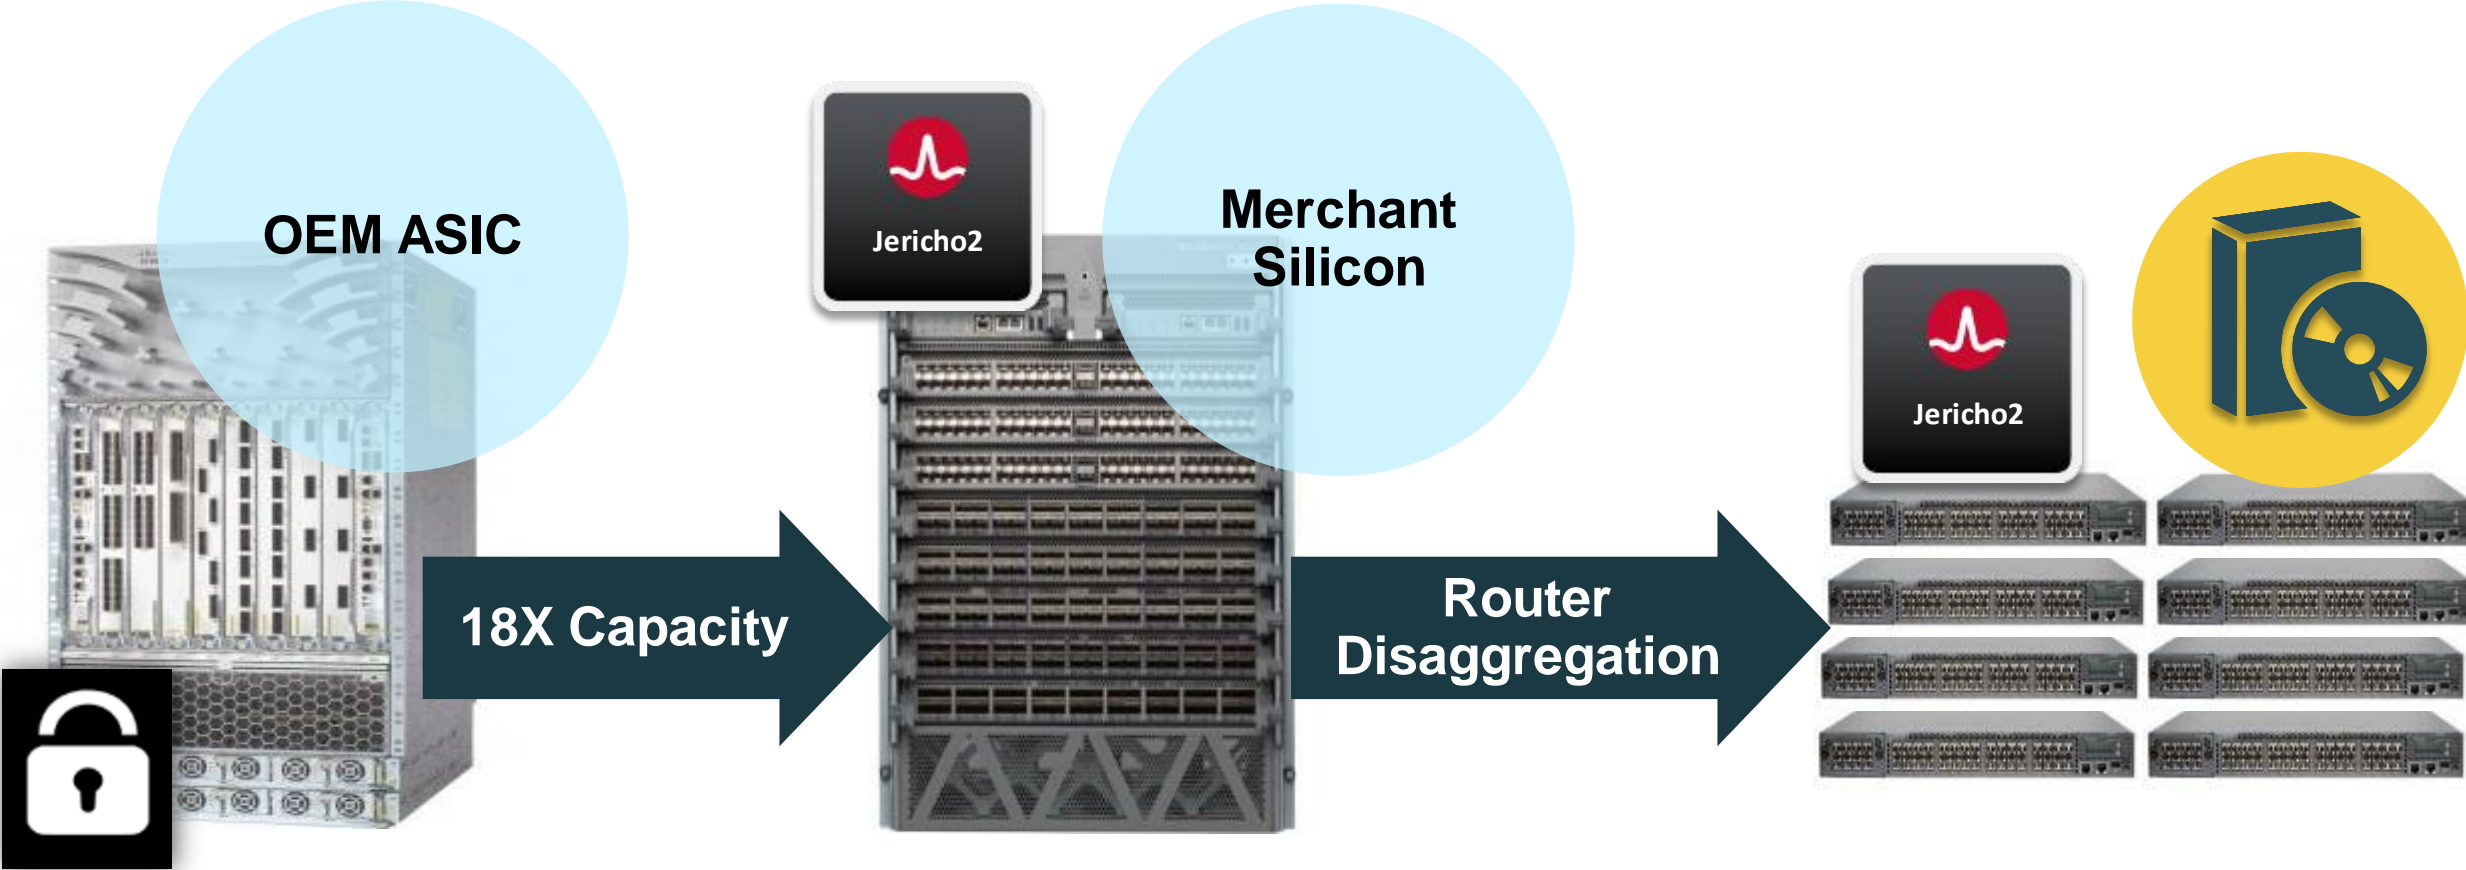 OEM ASIC
Jericho2
Merchant
Silicon
18X Capacity
Router
Disaggregation
Jericho2